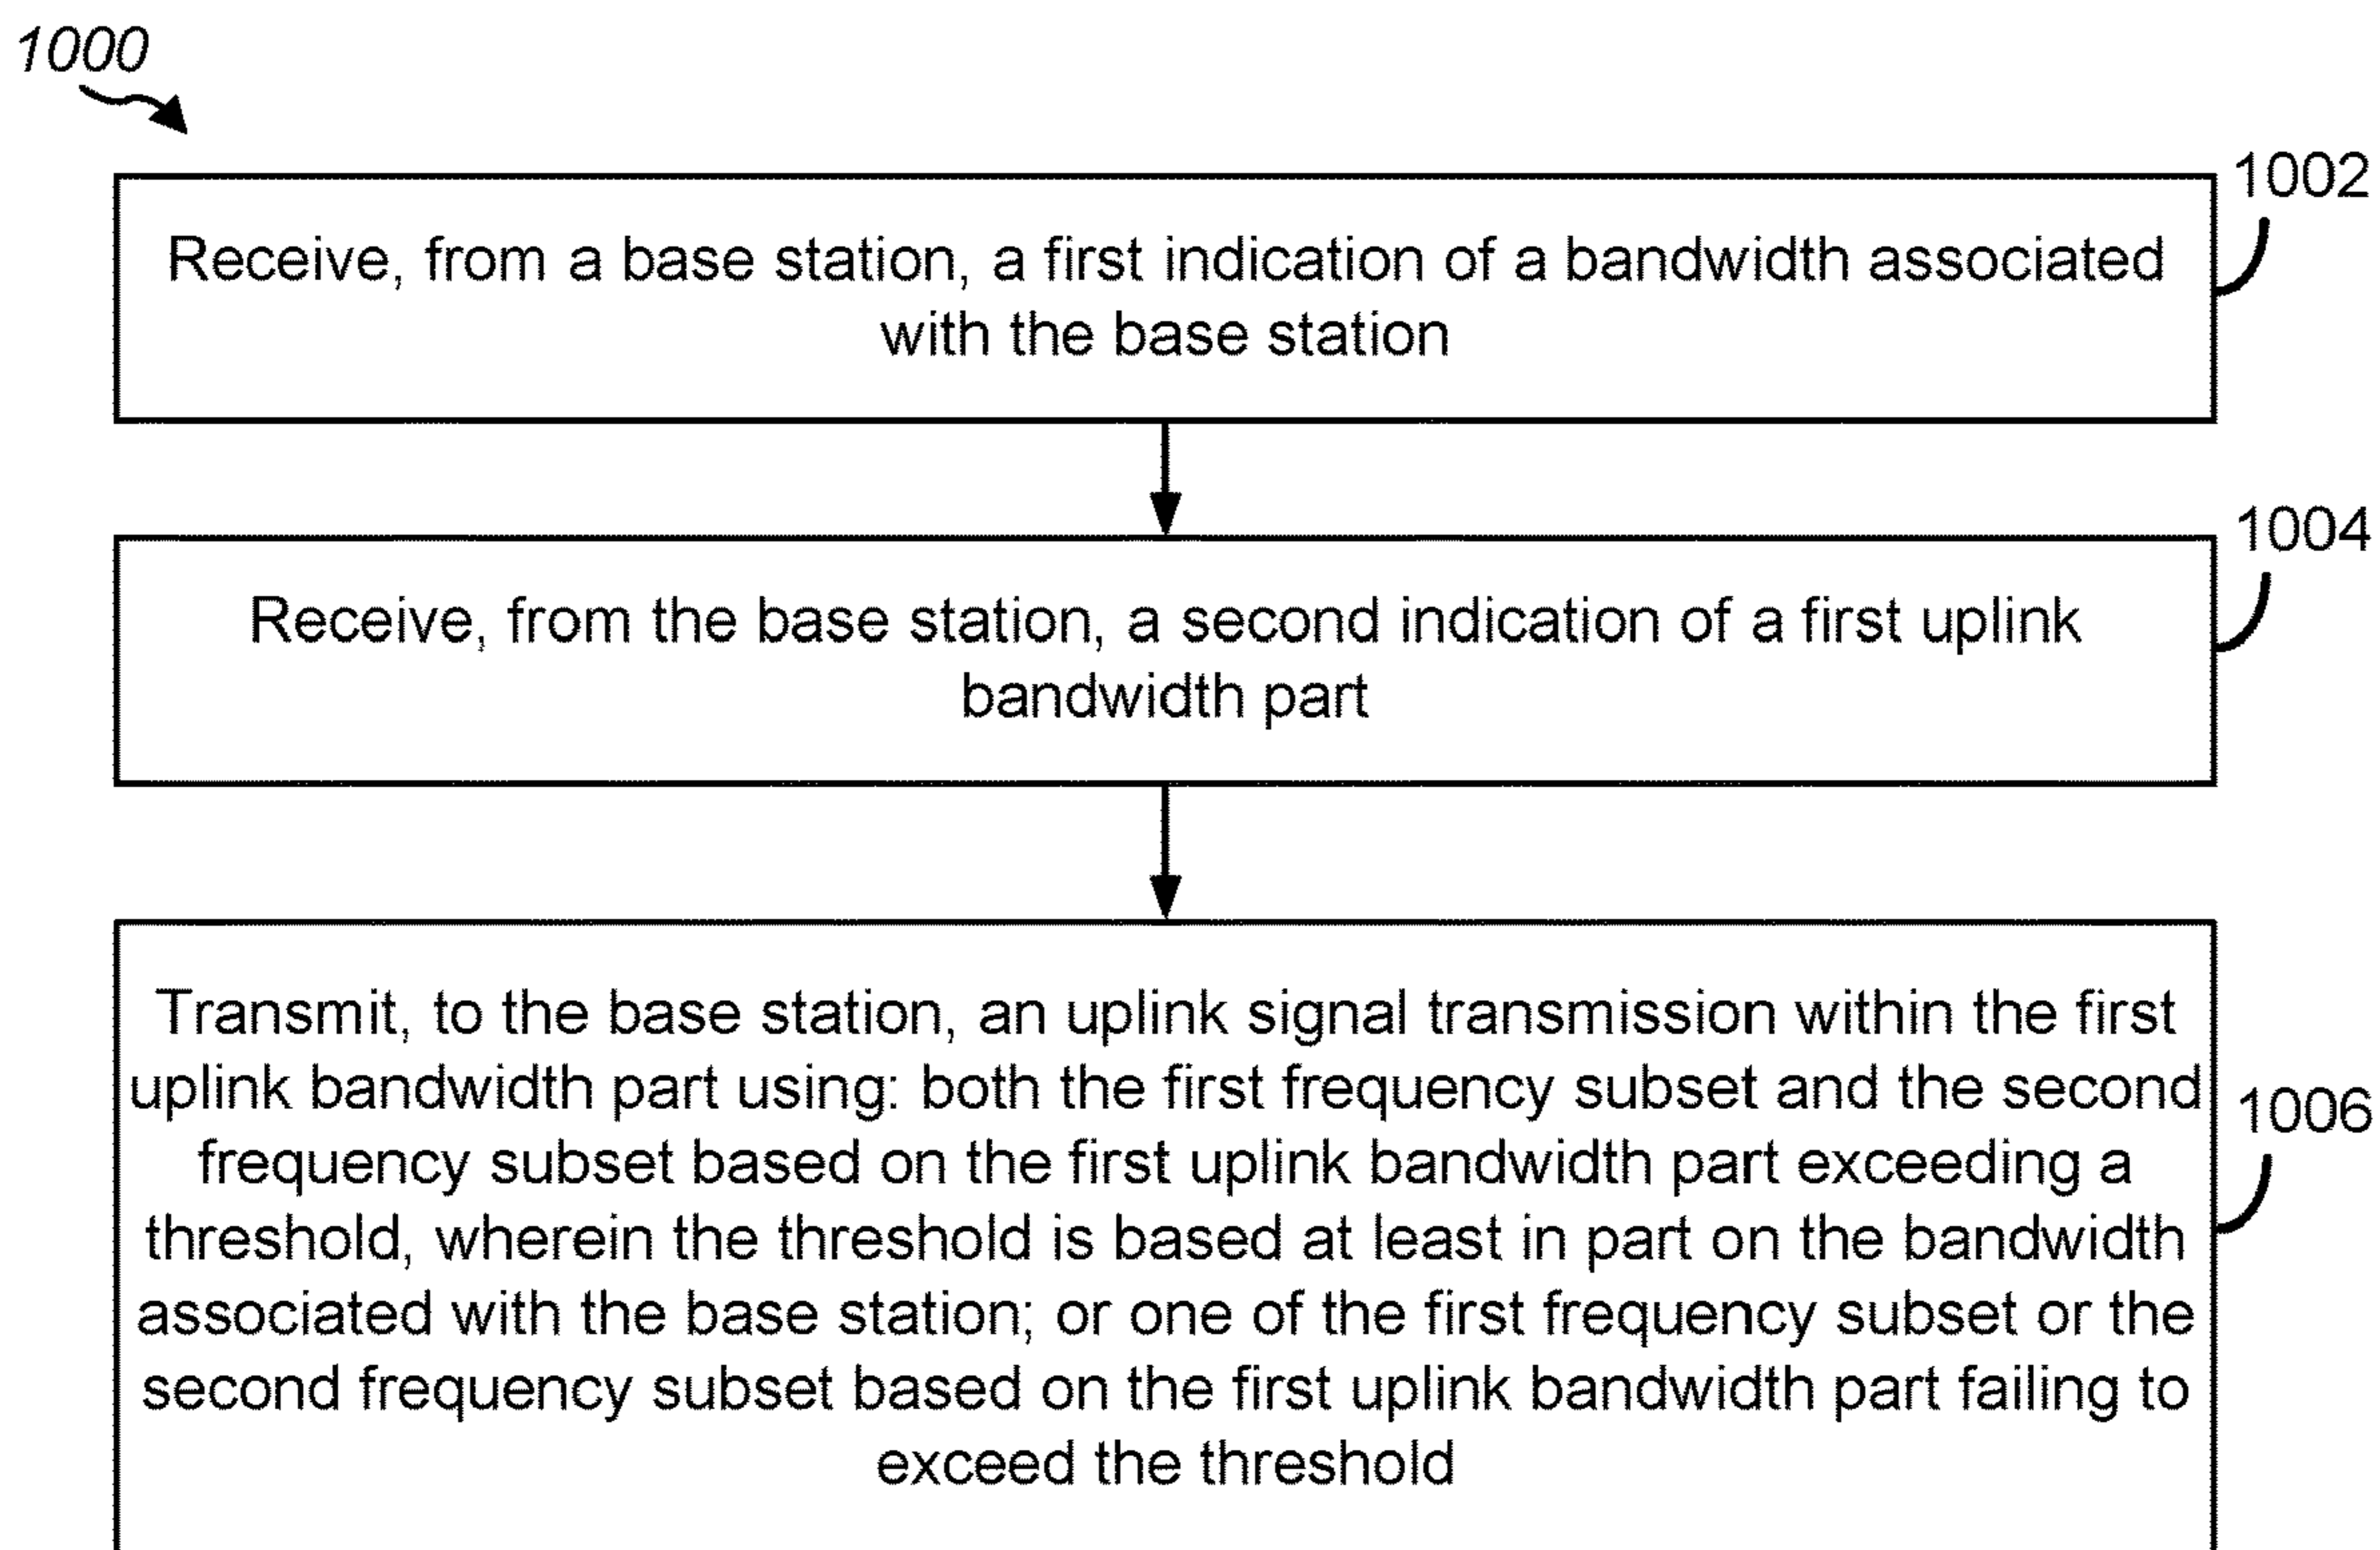 1000
1002
Receive, from a base station, a first indication of a bandwidth associated
with the base station
1004
Receive, from the base station, a second indication of a first uplink
bandwidth part
Transmit, to the base station, an uplink signal transmission within the first
uplink bandwidth part using: both the first frequency subset and the second
1006
frequency subset based on the first uplink bandwidth part exceeding a
threshold, wherein the threshold is based at least in part on the bandwidth
associated with the base station; or one of the first frequency subset or the
second frequency subset based on the first uplink bandwidth part failing to
exceed the threshold